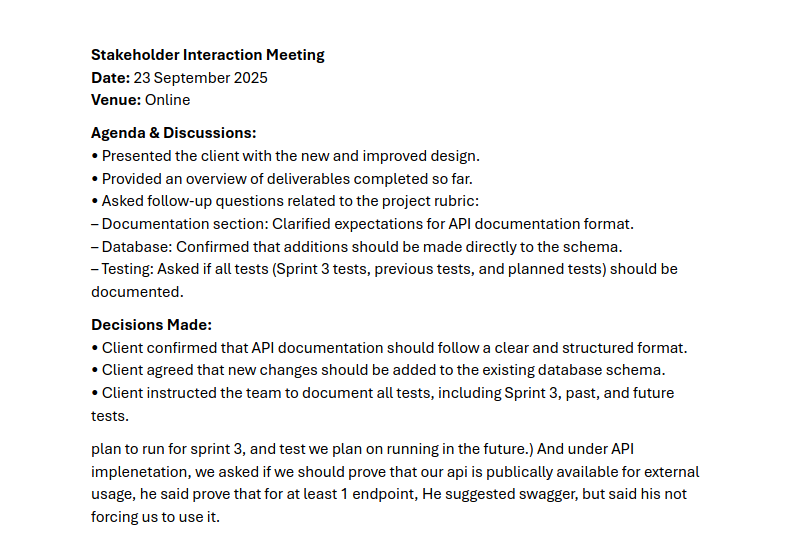 Stakeholder Interaction Meeting
Date: 23 September 2025
Venue: Online
Agenda & Discussions:
• Presented the client with the new and improved design.
• Provided an overview of deliverables completed so far.
• Asked follow-up questions related to the project rubric:
– Documentation section: Clarified expectations for API documentation format.
– Database: Confirmed that additions should be made directly to the schema.
– Testing: Asked if all tests (Sprint 3 tests, previous tests, and planned tests) should be
documented.
Decisions Made:
• Client confirmed that API documentation should follow a clear and structured format.
• Client agreed that new changes should be added to the existing database schema.
• Client instructed the team to document all tests, including Sprint 3, past, and future
tests.
plan to run for sprint 3, and test we plan on running in the future.) And under API
implenetation, we asked if we should prove that our api is publically available for external
usage, he said prove that for at least 1 endpoint, He suggested swagger, but said his not
forcing us to use it.